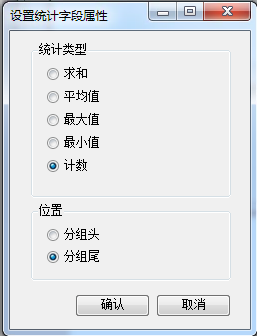 设置统计字段属性
统计类型
求和
平均值
最大值
最小值
计数
位置
分组头
分组尾
确认 取消